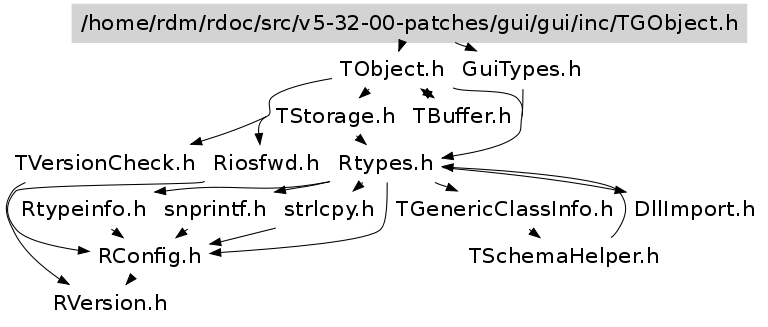 /home/rdm/rdoc/src/v5-32-00-patches/gui/gui/inc/TGObject.h
TObject.h GuiTypes.h
TStorage.h TBuffer.h
TVersionCheck.h Riosfwd.h Rtypes.h
Rtypeinfo.h snprintf.h strlcpy.h TGenericClassInfo.h DllImport.h
RConfig.h TSchemaHelper.h
RVersion.h